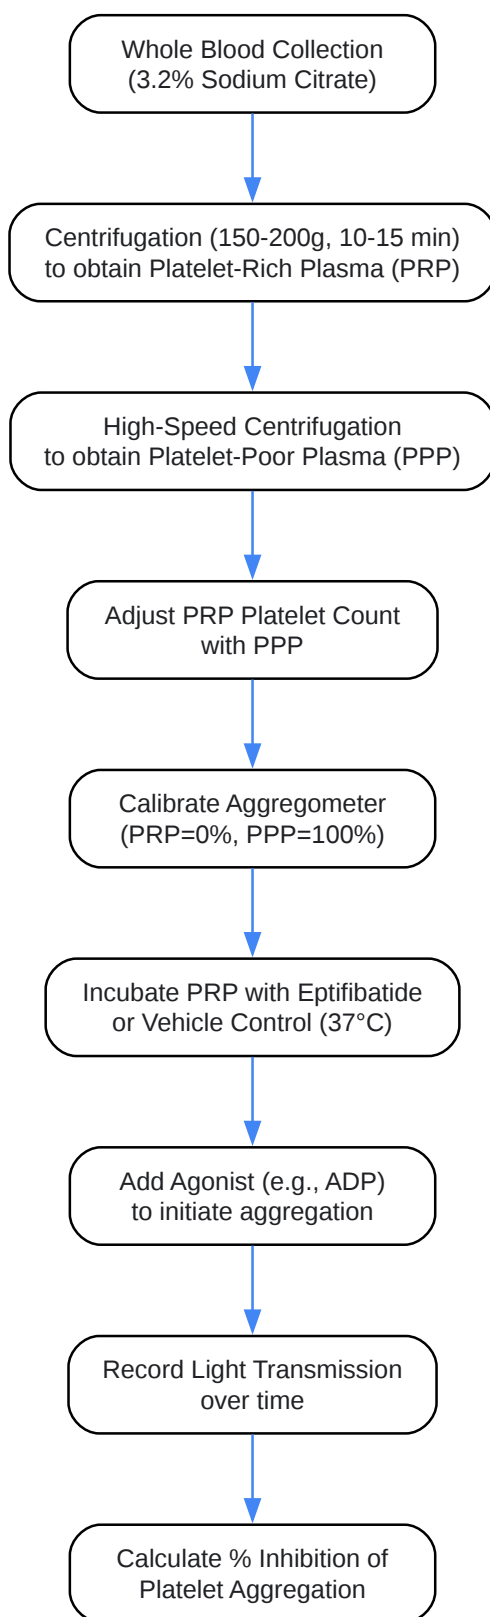 Whole Blood Collection
(3.2% Sodium Citrate)
Centrifugation (150-200g, 10-15 min)
to obtain Platelet-Rich Plasma (PRP)
High-Speed Centrifugation
to obtain Platelet-Poor Plasma (PPP)
Adjust PRP Platelet Count
with PPP
Calibrate Aggregometer
(PRP=0%, PPP=100%)
Incubate PRP with Eptifibatide
or Vehicle Control (37°C)
Add Agonist (e.g., ADP)
to initiate aggregation
Record Light Transmission
over time
Calculate % Inhibition of
Platelet Aggregation